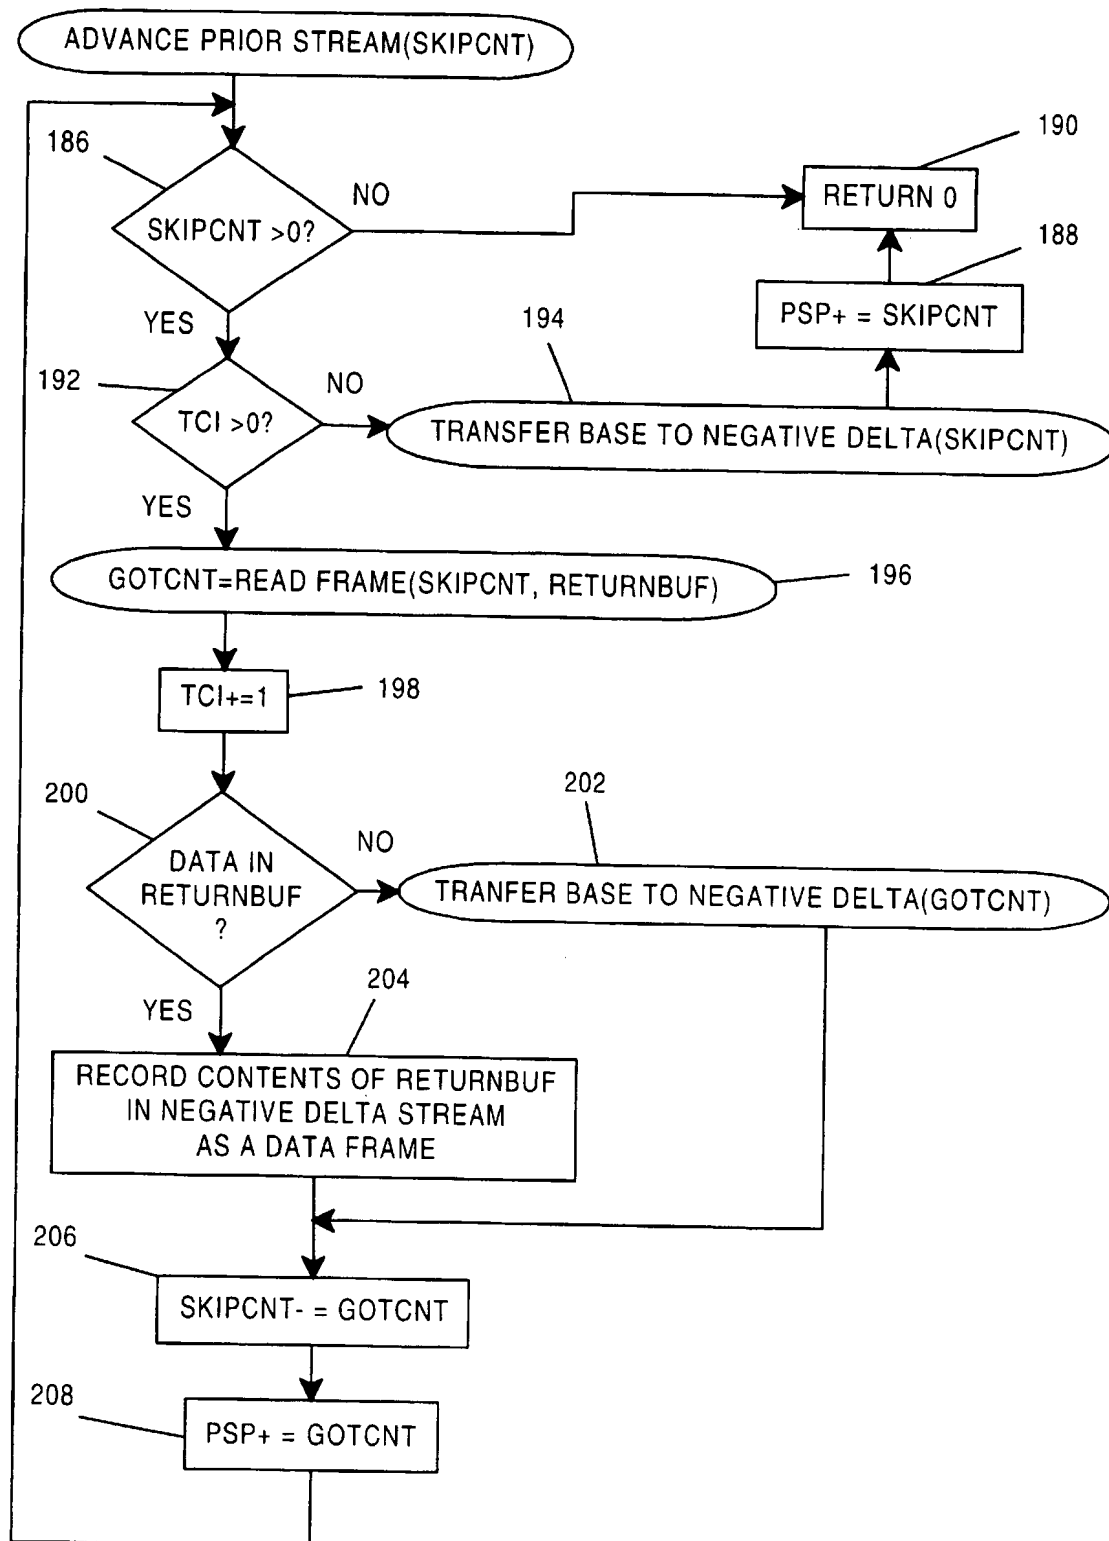 ADVANCE PRIOR STREAM(SKIPCNT)
186
SKIPCNT >0?
NO
190
RETURN 0
188
PSP+ = SKIPCNT
YES
192
TCI >0?
NO
194
TRANSFER BASE TO NEGATIVE DELTA(SKIPCNT)
YES
GOTCNT=READ FRAME(SKIPCNT, RETURNBUF)
196
TCI+=1
198
200
DATA IN
RETURNBUF
?
NO
202
TRANFER BASE TO NEGATIVE DELTA(GOTCNT)
YES
204
RECORD CONTENTS OF RETURNBUF
IN NEGATIVE DELTA STREAM
AS A DATA FRAME
206
SKIPCNT- = GOTCNT
208
PSP+ = GOTCNT